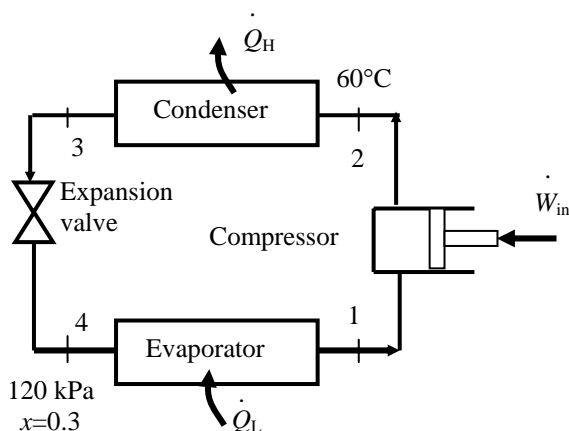 Q̇H
60°C
Condenser
3
2
Expansion
valve
Ẇin
Compressor
4
1
Evaporator
120 kPa
x=0.3
Q̇L